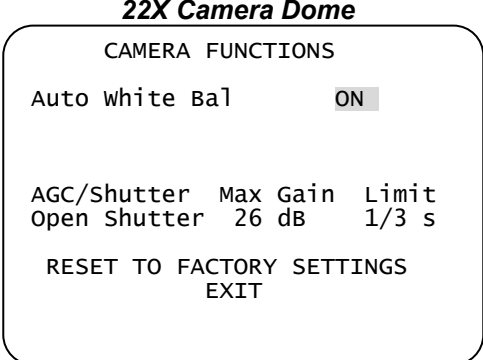 22X Camera Dome
CAMERA FUNCTIONS
Auto White Bal ON
AGC/Shutter Max Gain Limit
Open Shutter 26 dB 1/3 s
RESET TO FACTORY SETTINGS
EXIT